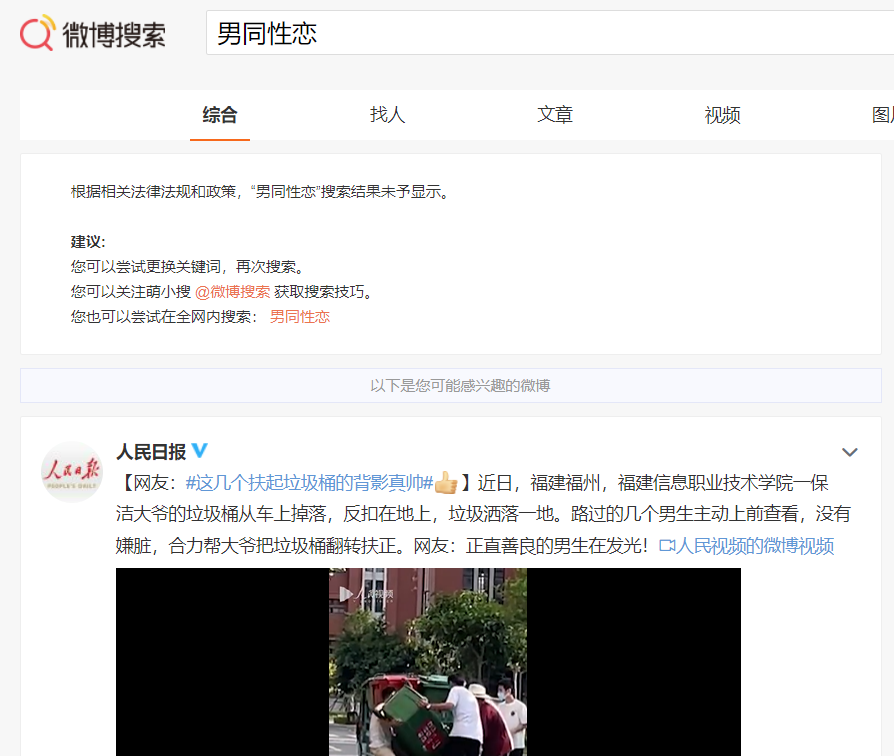 微博搜索
男同性恋
综合
找人
文章
视频
根据相关法律法规和政策，“男同性恋”搜索结果未予显示。
建议：
您可以尝试更换关键词，再次搜索。
您可以关注萌小搜 @微博搜索 获取搜索技巧。
您也可以尝试在全网内搜索： 男同性恋
以下是您可能感兴趣的微博
人民日报
人民日报
PEOPLE'S DAILY
【网友：#这几个扶起垃圾桶的背影真帅#👍】近日，福建福州，福建信息职业技术学院一保
洁大爷的垃圾桶从车上掉落，反扣在地上，垃圾洒落一地。路过的几个男生主动上前查看，没有
嫌脏，合力帮大爷把垃圾桶翻转扶正。网友：正直善良的男生在发光！ 人民视频的微博视频
人民视频